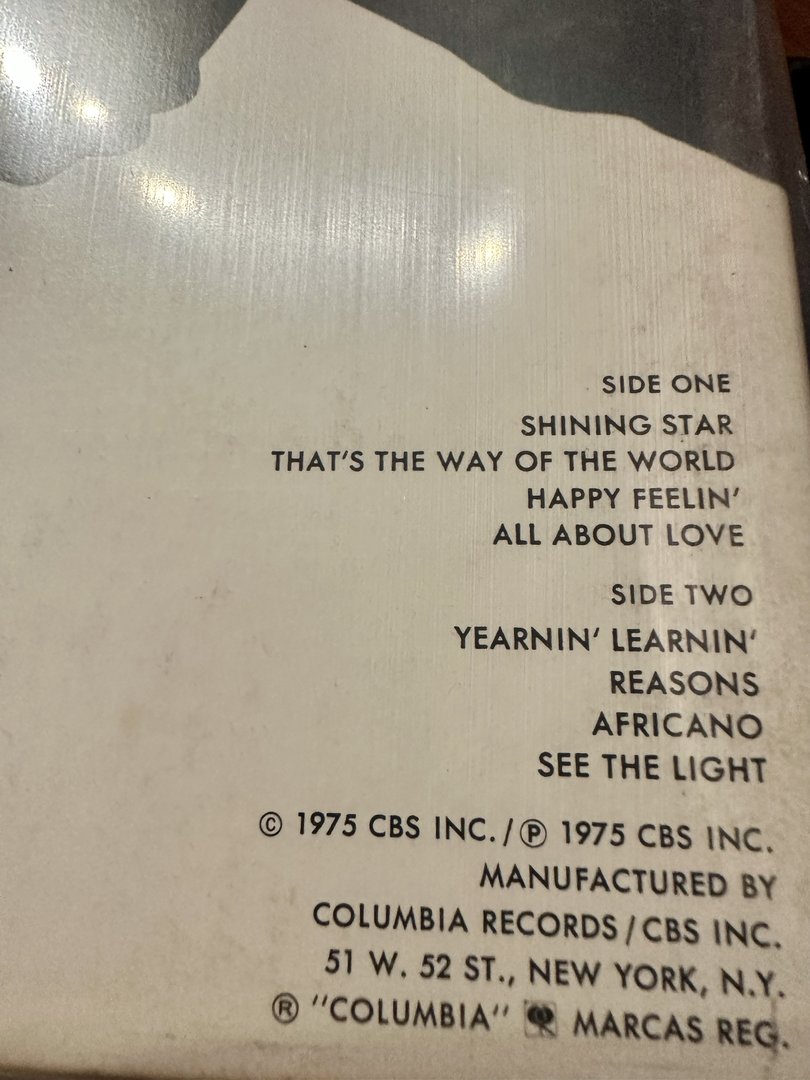 SIDE ONE
SHINING STAR
THAT'S THE WAY OF THE WORLD
HAPPY FEELIN'
ALL ABOUT LOVE
SIDE TWO
YEARNIN' LEARNIN'
REASONS
AFRICANO
SEE THE LIGHT
© 1975 CBS INC. / ℗ 1975 CBS INC.
MANUFACTURED BY
COLUMBIA RECORDS / CBS INC.
51 W. 52 ST., NEW YORK, N.Y.
® "COLUMBIA" MARCAS REG.